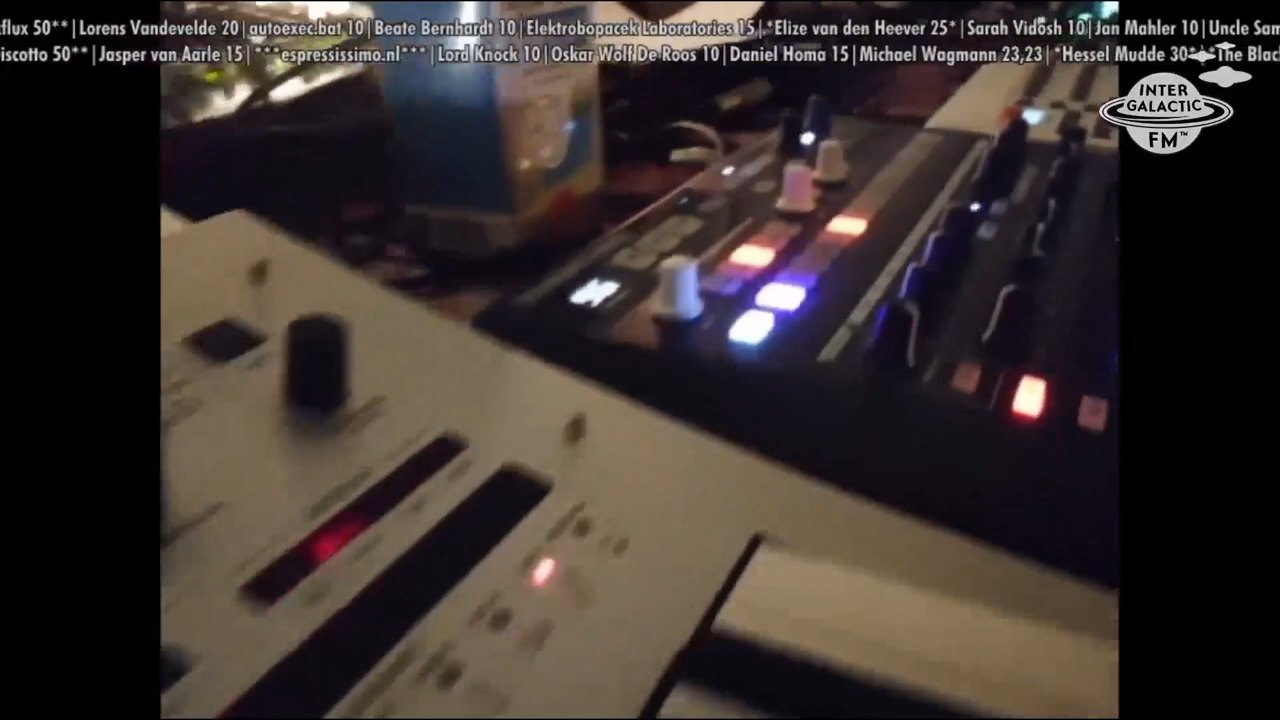 flux 50** | Lorens Vandevelde 20 | autoexec.bat 10 | Beate Bernhardt 10 | Elektrobopacek Laboratories 15 | *Elize van den Heever 25* | Sarah Vidosh 10 | Jan Mahler 10 | Uncle Sam
iscotto 50** | Jasper van Aarle 15 | ***espressissimo.nl*** | Lord Knock 10 | Oskar Wolf De Roos 10 | Daniel Homa 15 | Michael Wagmann 23,23 | *Hessel Mudde 30* | The Blac
INTER
GALACTIC
FM™